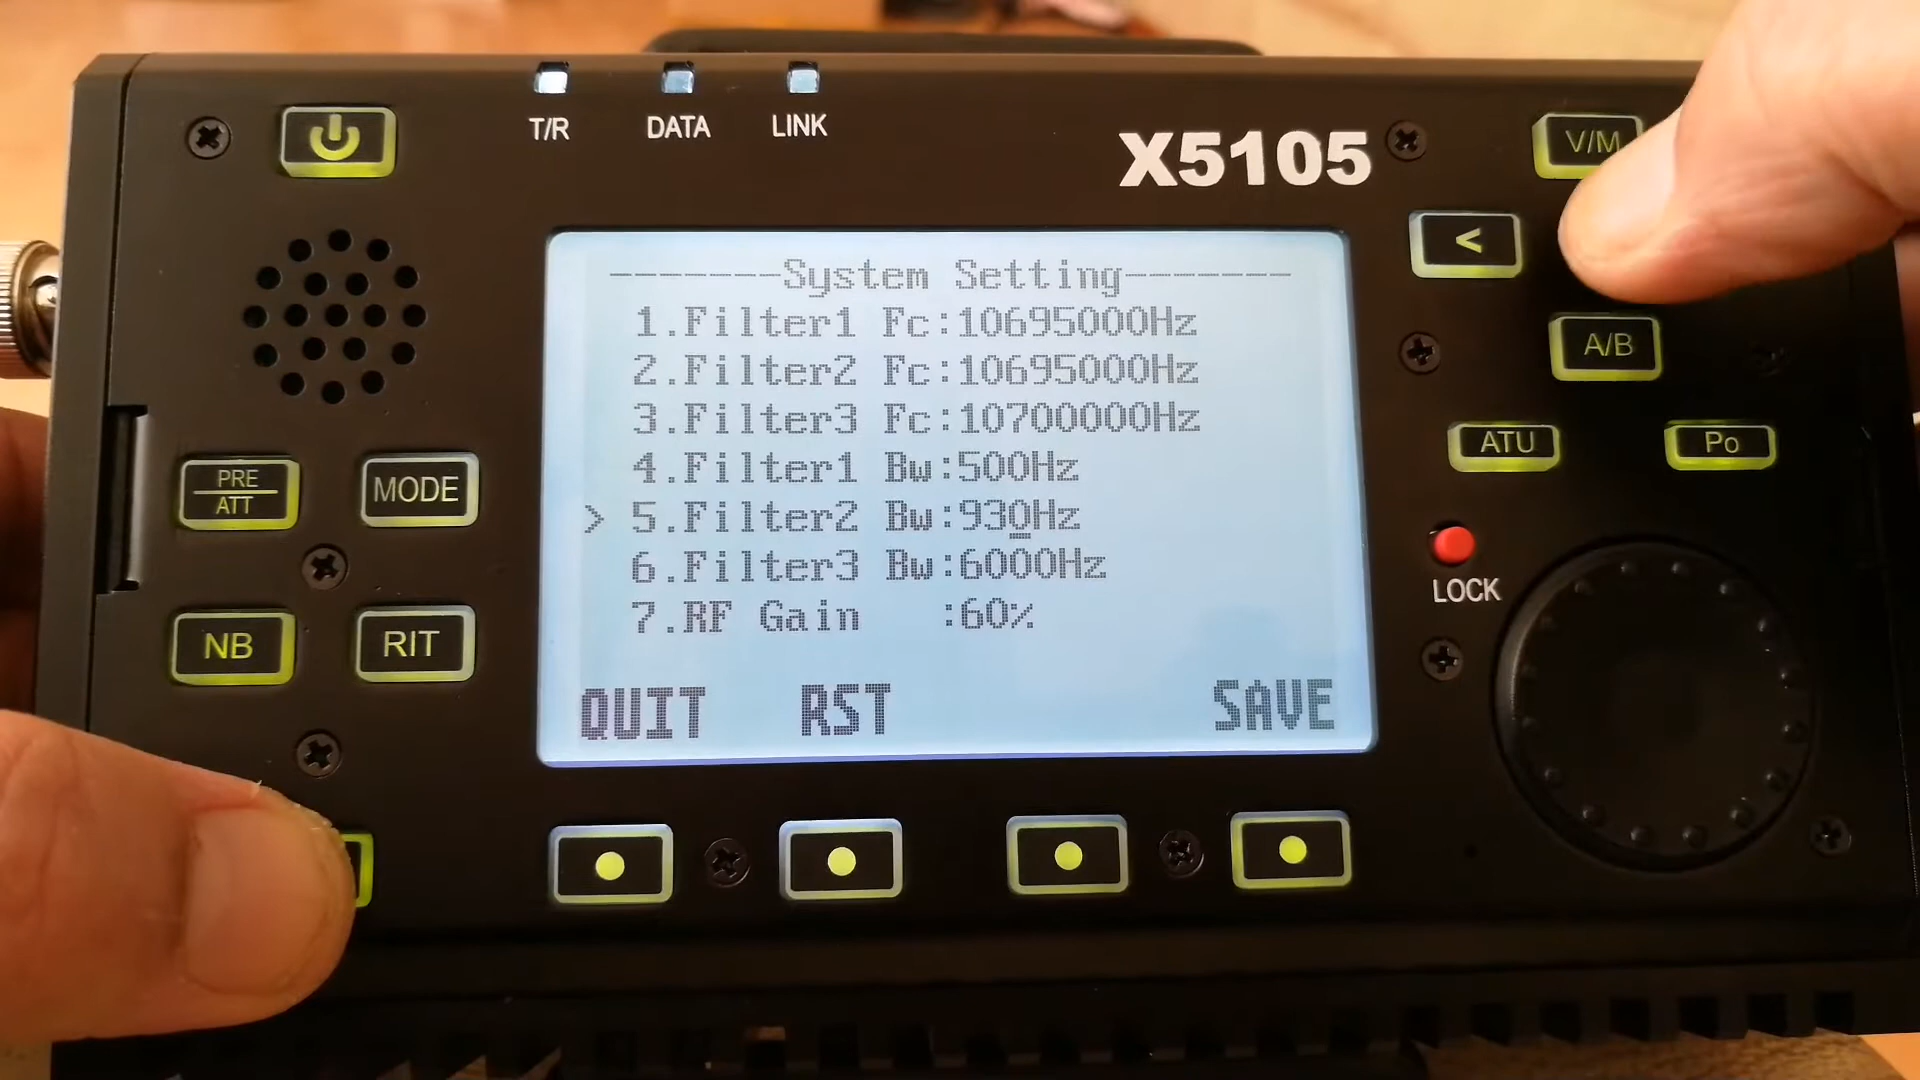 T/R DATA LINK
X5105
V/M
<
A/B
ATU Po
PRE
ATT
MODE
LOCK
NB RIT
-------System Setting-------
1.Filter1 Fc:10695000Hz
2.Filter2 Fc:10695000Hz
3.Filter3 Fc:10700000Hz
4.Filter1 Bw:500Hz
> 5.Filter2 Bw:930Hz
6.Filter3 Bw:6000Hz
7.RF Gain :60%
QUIT RST SAVE